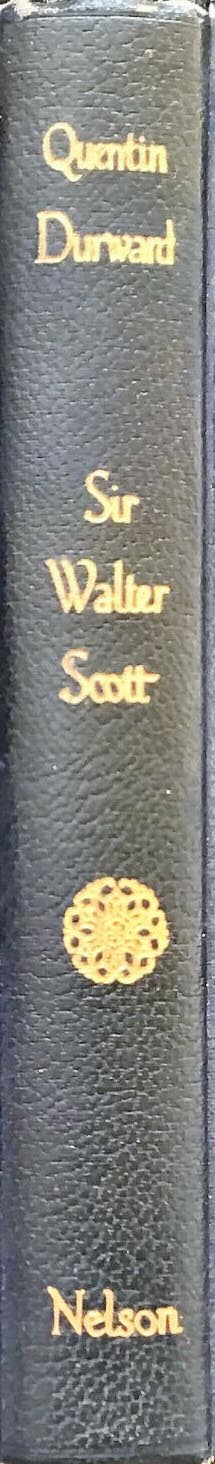 Quentin
Durward
Sir
Walter
Scott
Nelson